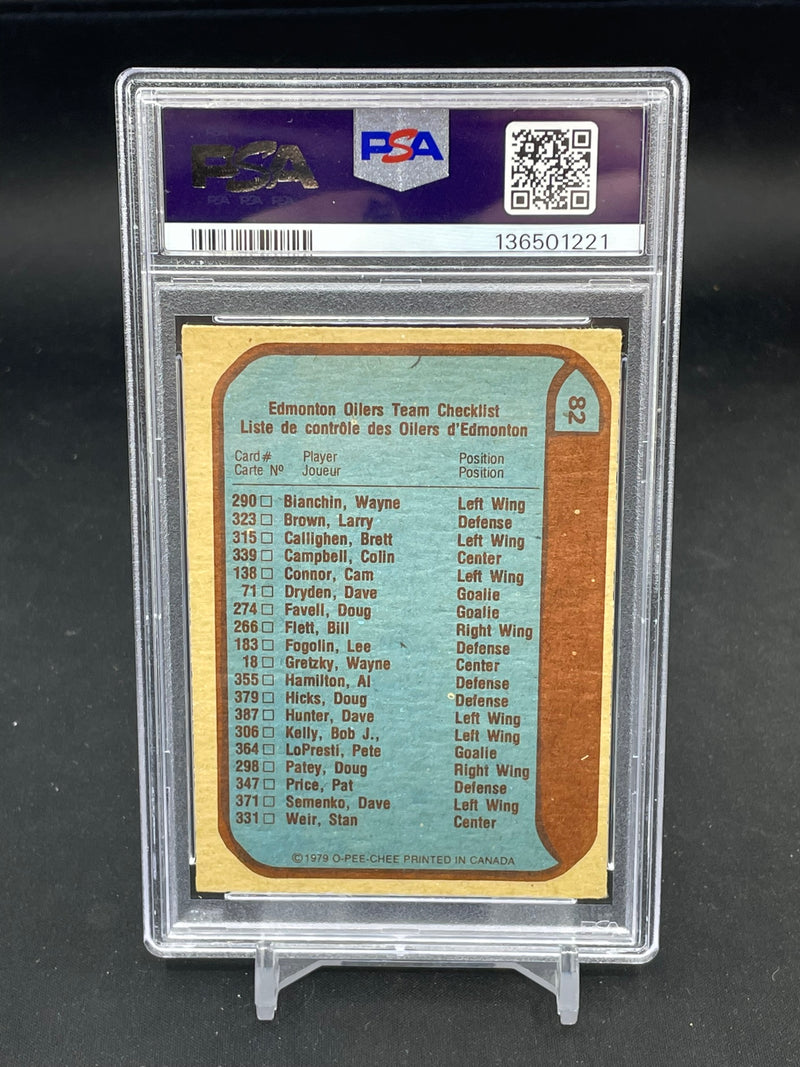 PSA
PSA
PSA PSA PSA
136501221
82
Edmonton Oilers Team Checklist
Liste de contrôle des Oilers d'Edmonton
Card # Player Position
Carte Nº Joueur Position
290 Bianchin, Wayne Left Wing
323 Brown, Larry Defense
315 Callighen, Brett Left Wing
339 Campbell, Colin Center
138 Connor, Cam Left Wing
71 Dryden, Dave Goalie
274 Favell, Doug Goalie
266 Flett, Bill Right Wing
183 Fogolin, Lee Defense
18 Gretzky, Wayne Center
355 Hamilton, Al Defense
379 Hicks, Doug Defense
387 Hunter, Dave Left Wing
306 Kelly, Bob J., Left Wing
364 LoPresti, Pete Goalie
298 Patey, Doug Right Wing
347 Price, Pat Defense
371 Semenko, Dave Left Wing
331 Weir, Stan Center
©1979 O-PEE-CHEE PRINTED IN CANADA
PSA